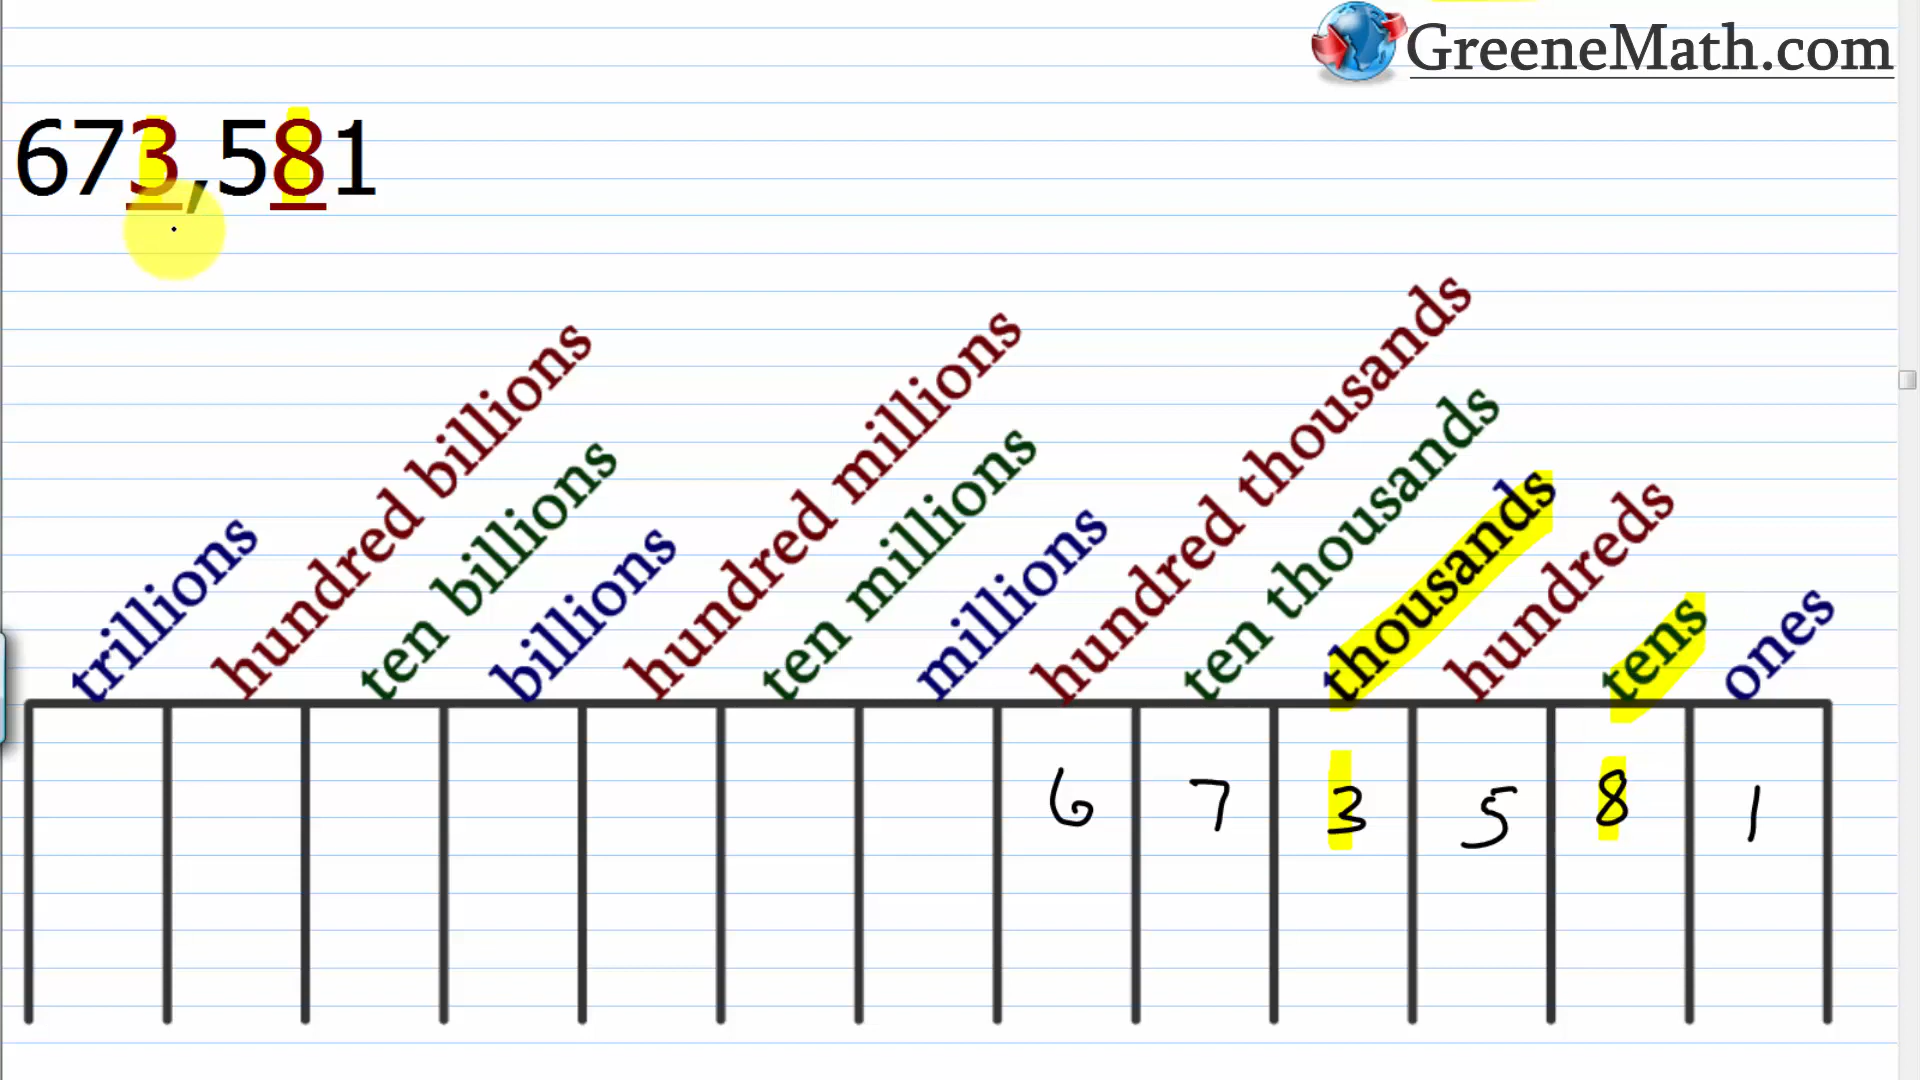 GreeneMath.com
673,581
trillions
hundred billions
ten billions
billions
hundred millions
ten millions
millions
hundred thousands
ten thousands
thousands
hundreds
tens
ones
6 7 3 5 8 1